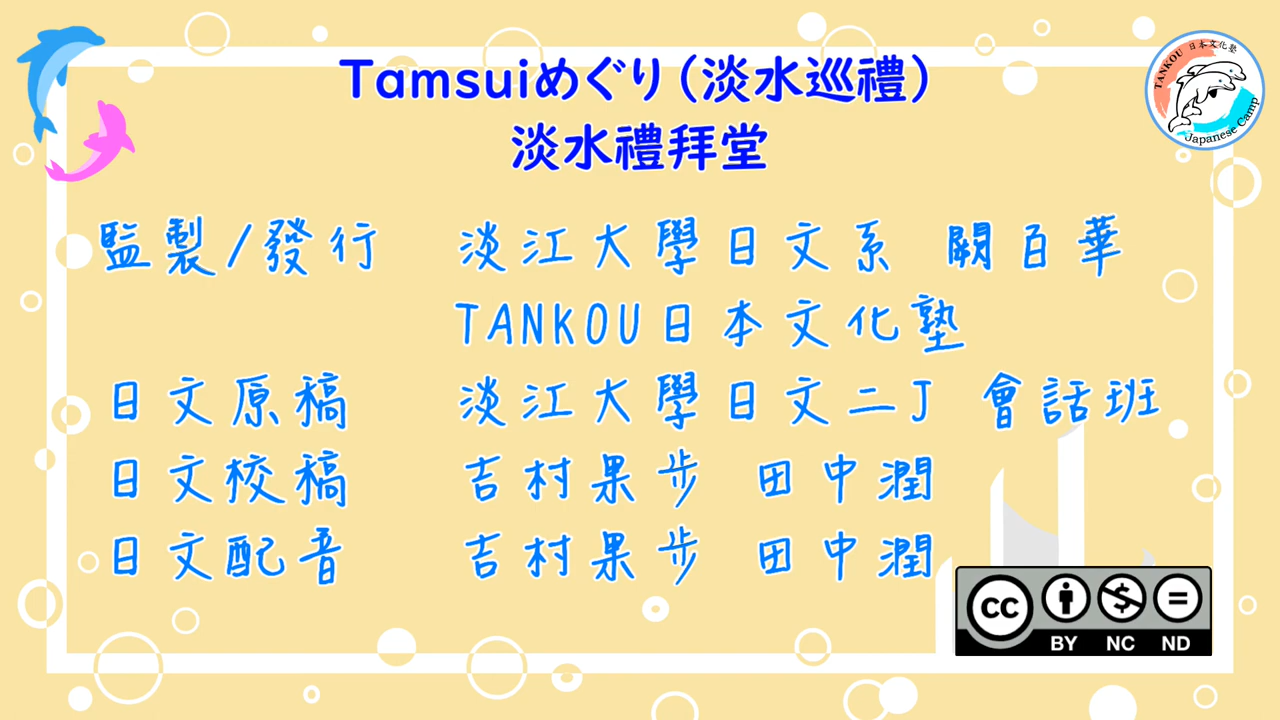 Tamsuiめぐり(淡水巡禮)
淡水禮拜堂
TANKOU 日本文化塾
Japanese Camp
監製/發行 淡江大學日文系 闕百華
TANKOU日本文化塾
日文原稿 淡江大學日文二J 會話班
日文校稿 吉村果步 田中潤
日文配音 吉村果步 田中潤
CC BY NC ND